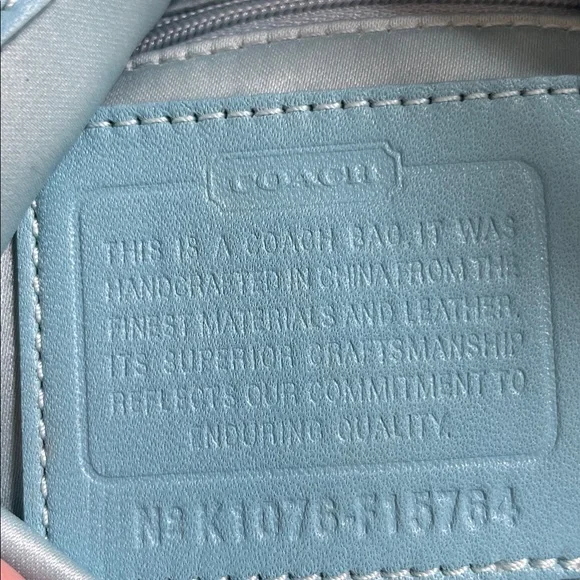 COACH
THIS IS A COACH BAG. IT WAS
HANDCRAFTED IN CHINA FROM THE
FINEST MATERIALS AND LEATHER.
ITS SUPERIOR CRAFTSMANSHIP
REFLECTS OUR COMMITMENT TO
ENDURING QUALITY.
Nº K1076-F15764